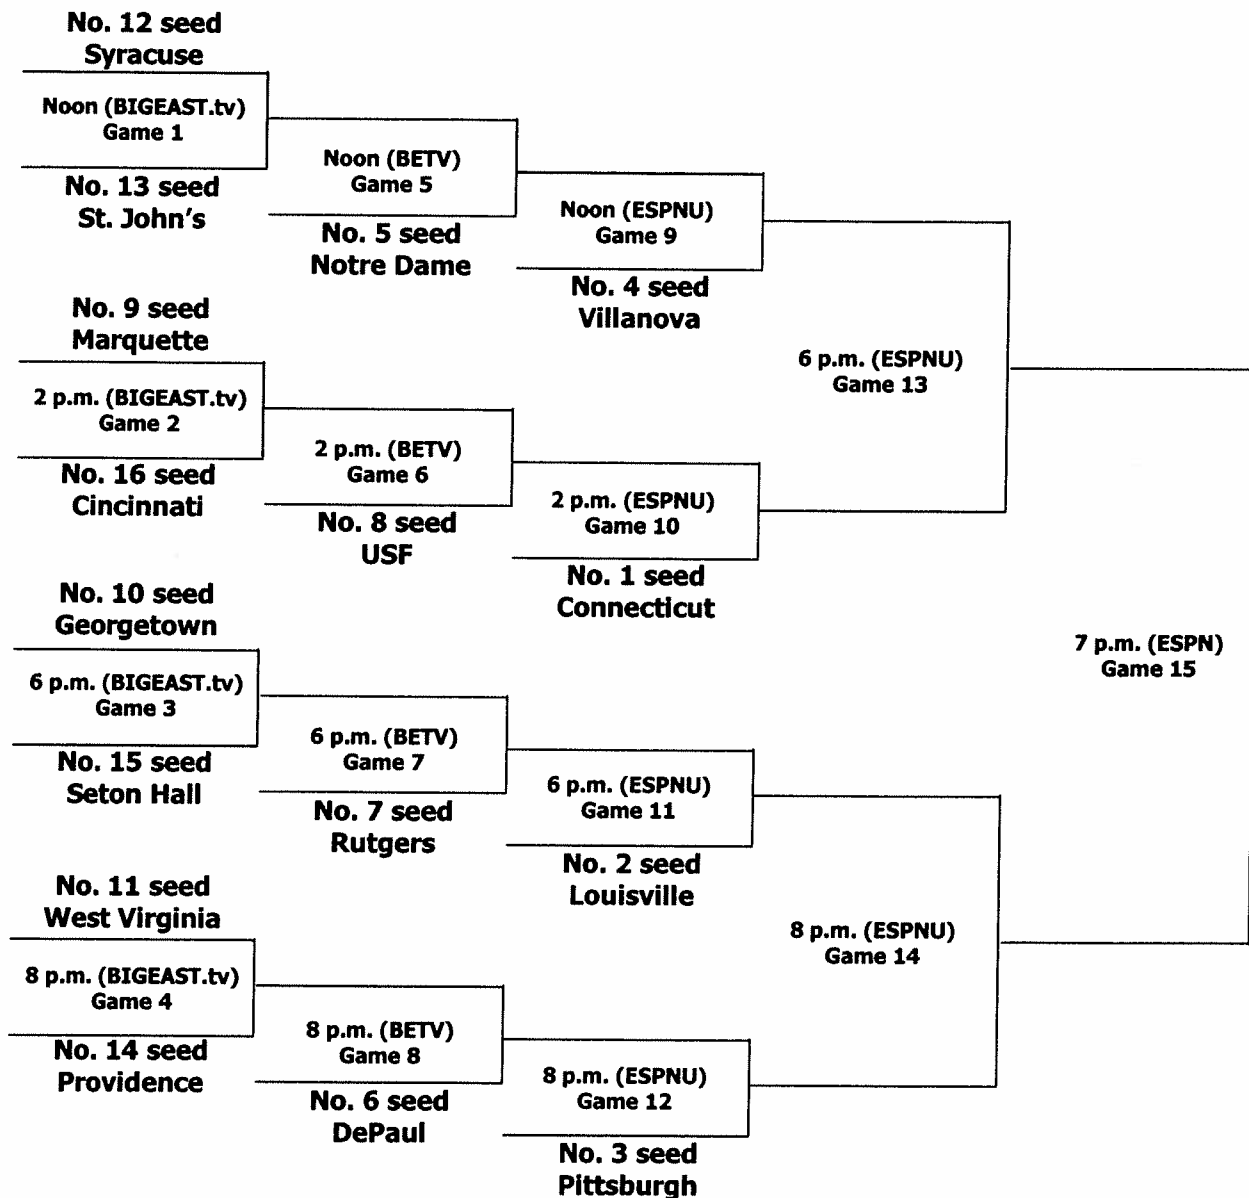 No. 12 seed
Syracuse
Noon (BIGEAST.tv)
Game 1
No. 13 seed
St. John's
Noon (BETV)
Game 5
No. 5 seed
Notre Dame
Noon (ESPNU)
Game 9
No. 4 seed
Villanova
No. 9 seed
Marquette
2 p.m. (BIGEAST.tv)
Game 2
No. 16 seed
Cincinnati
2 p.m. (BETV)
Game 6
No. 8 seed
USF
2 p.m. (ESPNU)
Game 10
No. 1 seed
Connecticut
6 p.m. (ESPNU)
Game 13
No. 10 seed
Georgetown
6 p.m. (BIGEAST.tv)
Game 3
No. 15 seed
Seton Hall
6 p.m. (BETV)
Game 7
No. 7 seed
Rutgers
6 p.m. (ESPNU)
Game 11
No. 2 seed
Louisville
No. 11 seed
West Virginia
8 p.m. (BIGEAST.tv)
Game 4
No. 14 seed
Providence
8 p.m. (BETV)
Game 8
No. 6 seed
DePaul
8 p.m. (ESPNU)
Game 12
No. 3 seed
Pittsburgh
8 p.m. (ESPNU)
Game 14
7 p.m. (ESPN)
Game 15